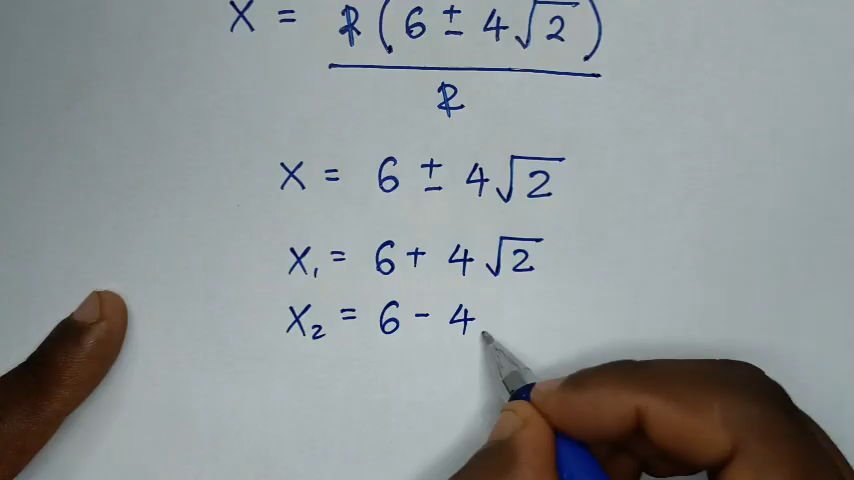 X = 2(6 ± 4√2)
2
X = 6 ± 4√2
X₁ = 6 + 4√2
X₂ = 6 - 4